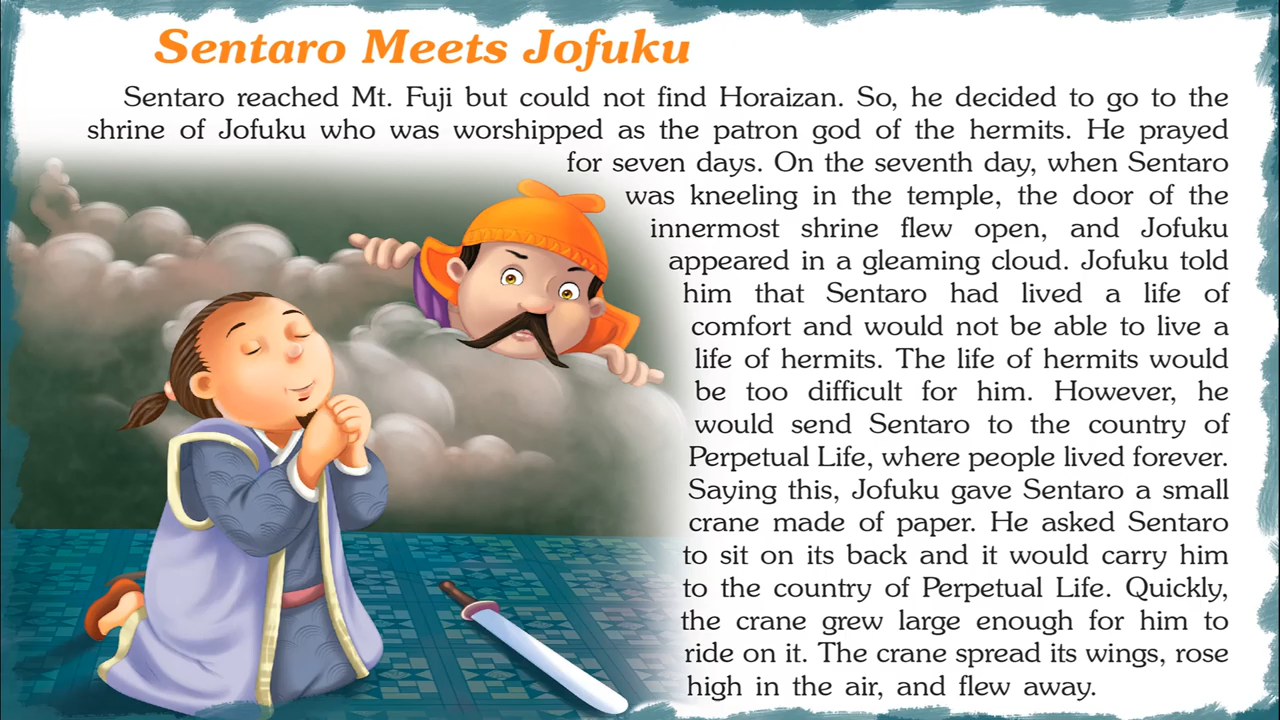 Sentaro Meets Jofuku
Sentaro reached Mt. Fuji but could not find Horaizan. So, he decided to go to the
shrine of Jofuku who was worshipped as the patron god of the hermits. He prayed
for seven days. On the seventh day, when Sentaro
was kneeling in the temple, the door of the
innermost shrine flew open, and Jofuku
appeared in a gleaming cloud. Jofuku told
him that Sentaro had lived a life of
comfort and would not be able to live a
life of hermits. The life of hermits would
be too difficult for him. However, he
would send Sentaro to the country of
Perpetual Life, where people lived forever.
Saying this, Jofuku gave Sentaro a small
crane made of paper. He asked Sentaro
to sit on its back and it would carry him
to the country of Perpetual Life. Quickly,
the crane grew large enough for him to
ride on it. The crane spread its wings, rose
high in the air, and flew away.